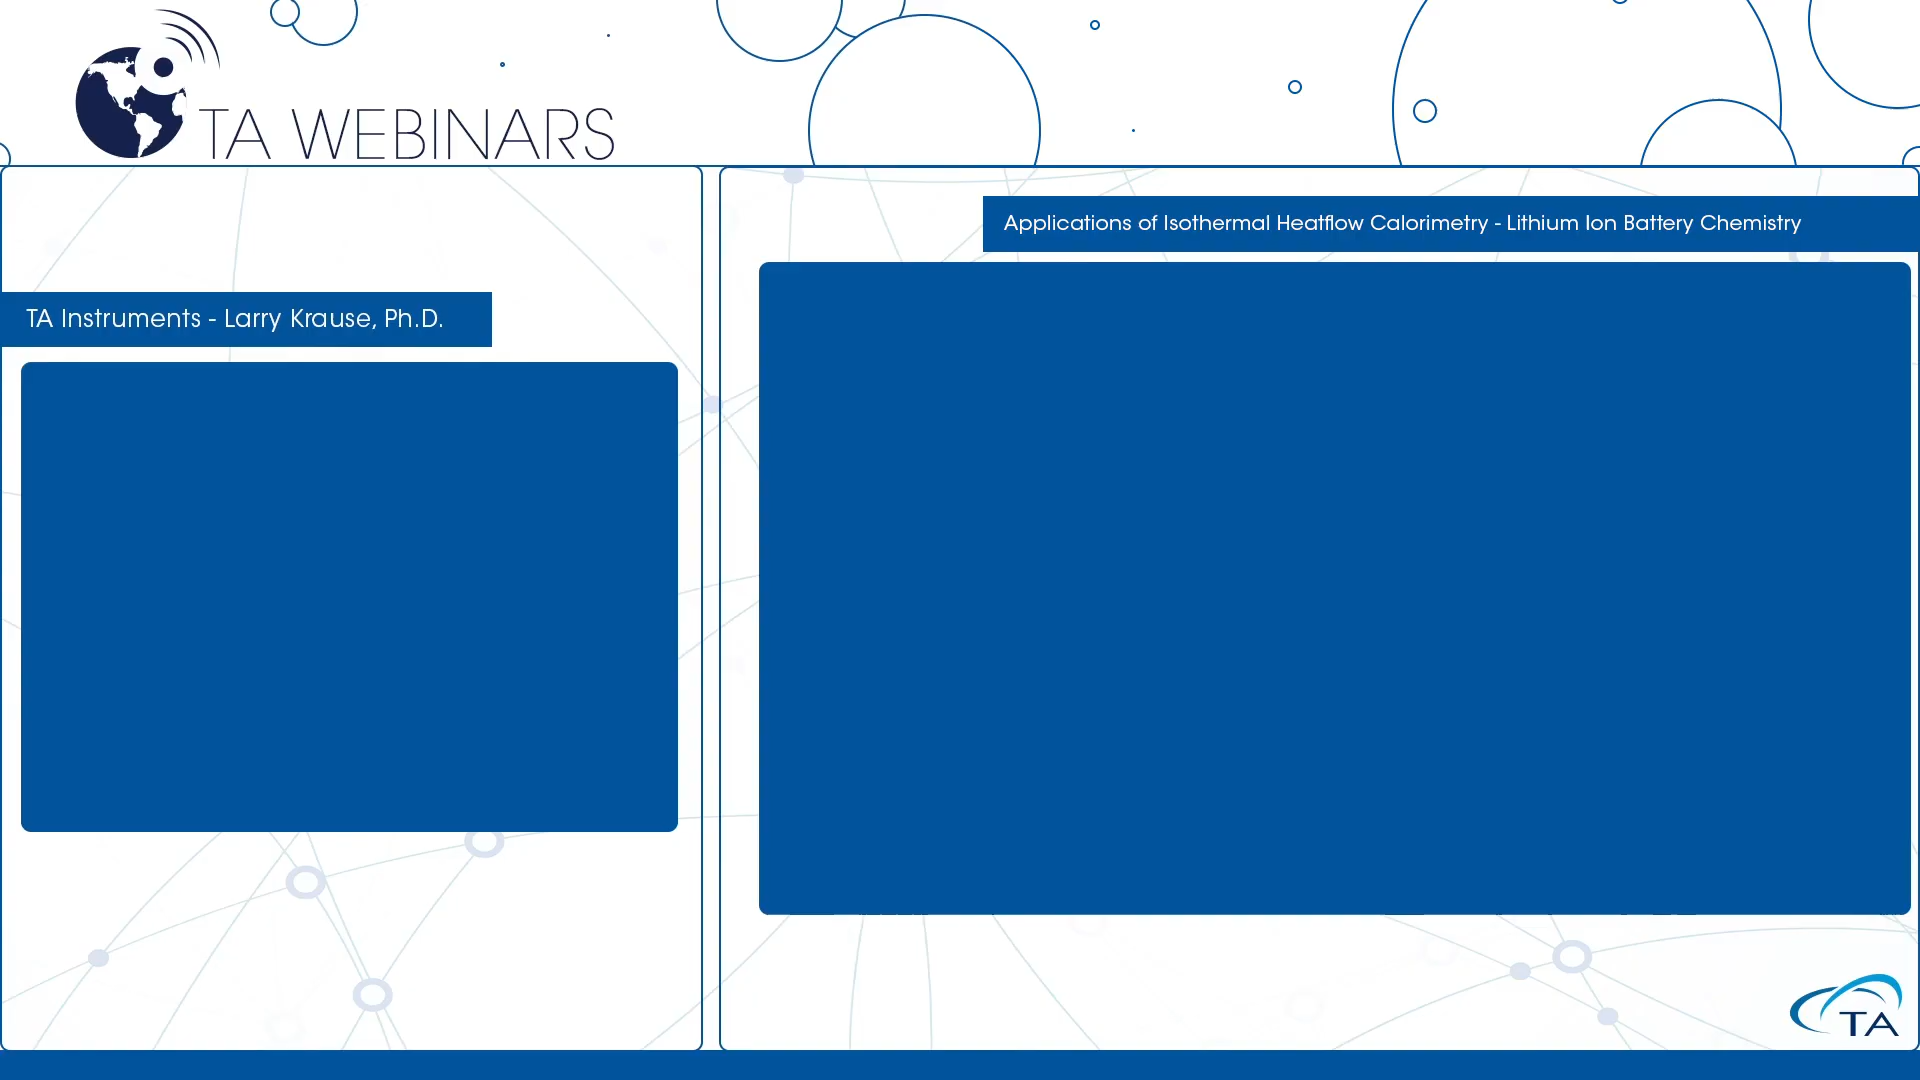 TA WEBINARS
Applications of Isothermal Heatflow Calorimetry - Lithium Ion Battery Chemistry
TA Instruments - Larry Krause, Ph.D.
TA